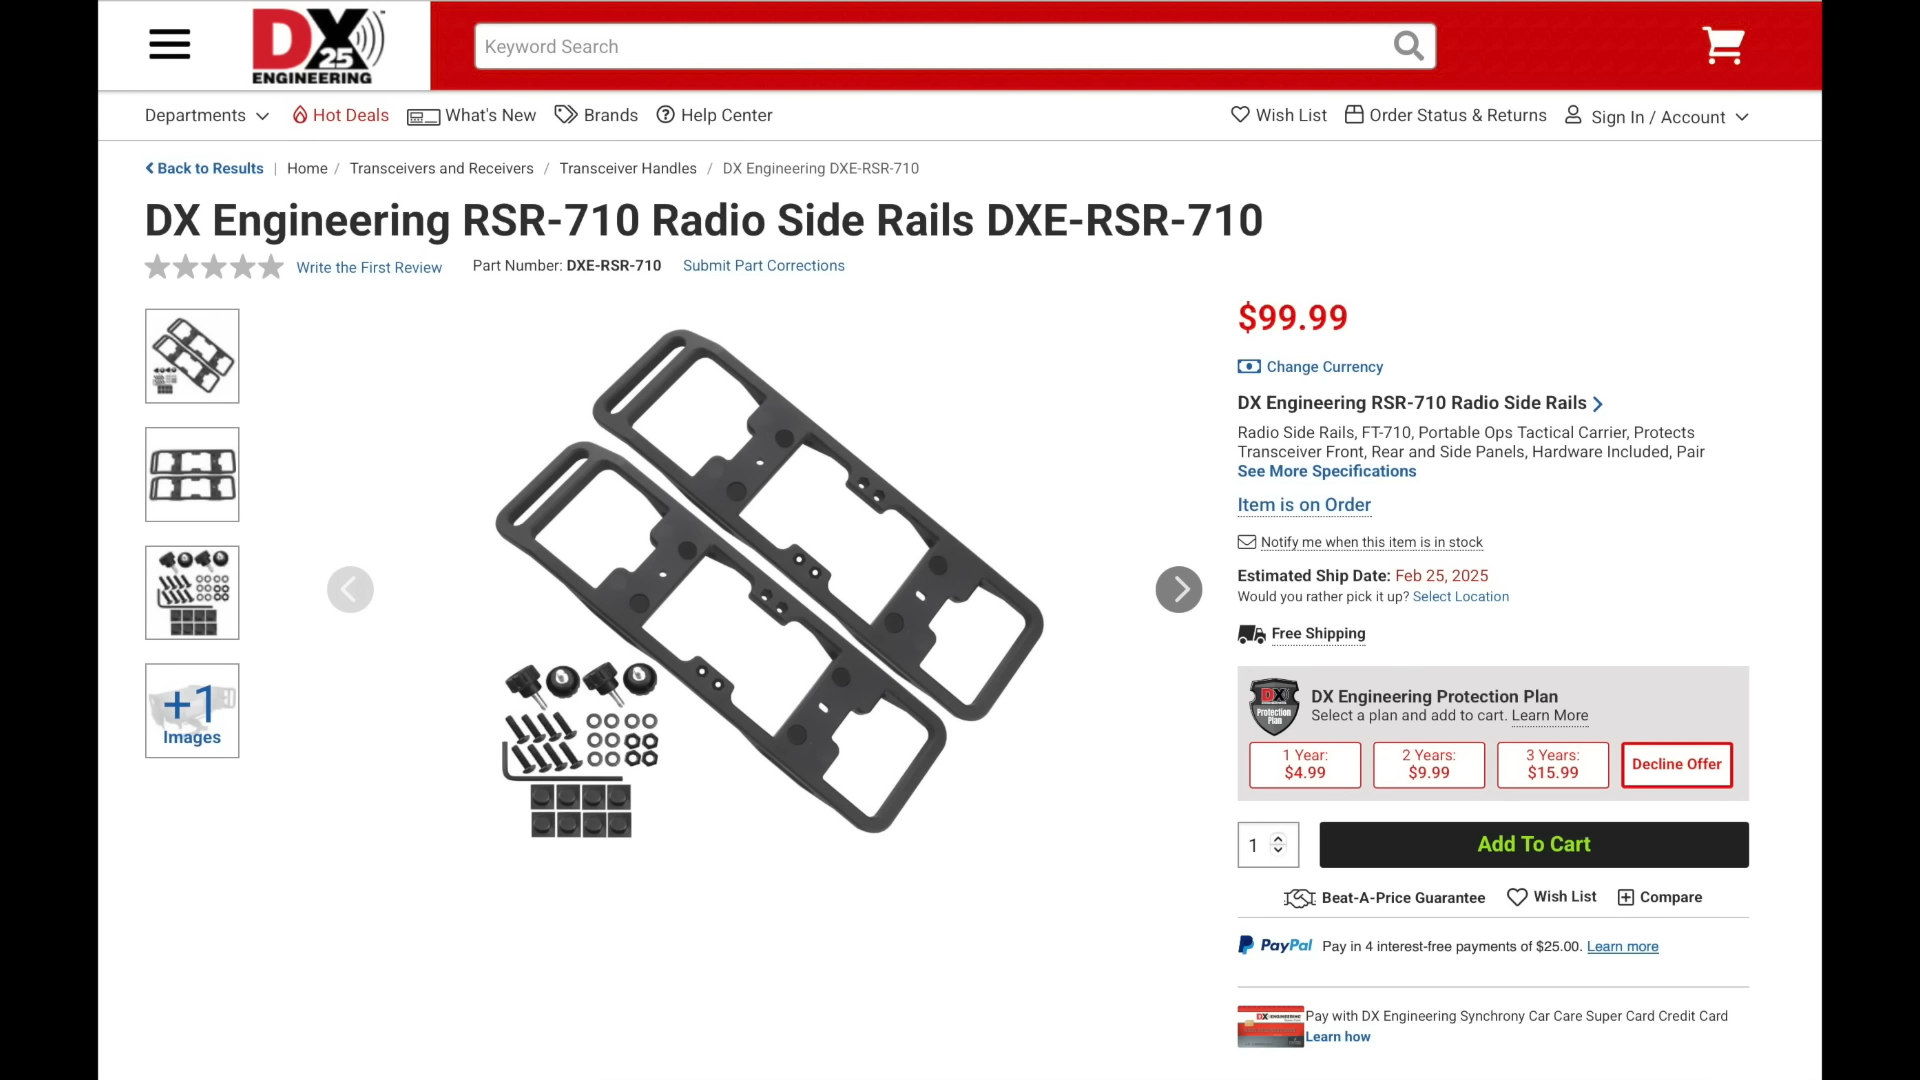 DX 25
ENGINEERING
Keyword Search
Departments
Hot Deals
What's New
Brands
Help Center
Wish List
Order Status & Returns
Sign In / Account
Back to Results | Home / Transceivers and Receivers / Transceiver Handles / DX Engineering DXE-RSR-710
DX Engineering RSR-710 Radio Side Rails DXE-RSR-710
Write the First Review
Part Number: DXE-RSR-710
Submit Part Corrections
+1
Images
$99.99
Change Currency
DX Engineering RSR-710 Radio Side Rails
Radio Side Rails, FT-710, Portable Ops Tactical Carrier, Protects
Transceiver Front, Rear and Side Panels, Hardware Included, Pair
See More Specifications
Item is on Order
Notify me when this item is in stock
Estimated Ship Date: Feb 25, 2025
Would you rather pick it up? Select Location
Free Shipping
DX
Protection
Plan
DX Engineering Protection Plan
Select a plan and add to cart. Learn More
1 Year:
$4.99
2 Years:
$9.99
3 Years:
$15.99
Decline Offer
1
Add To Cart
Beat-A-Price Guarantee
Wish List
Compare
PayPal Pay in 4 interest-free payments of $25.00. Learn more
DX ENGINEERING
Pay with DX Engineering Synchrony Car Care Super Card Credit Card
Learn how